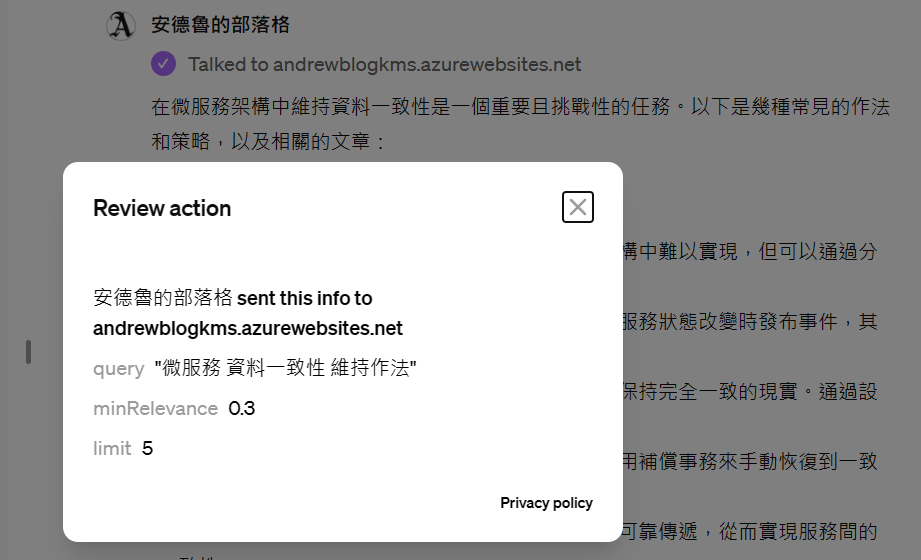 安德魯的部落格
Talked to andrewblogkms.azurewebsites.net
在微服務架構中維持資料一致性是一個重要且挑戰性的任務。以下是幾種常見的作法
和策略，以及相關的文章：
Review action
構中難以實現，但可以通過分
安德魯的部落格 sent this info to
andrewblogkms.azurewebsites.net
服務狀態改變時發布事件，其
query "微服務 資料一致性 維持作法"
保持完全一致的現實。通過設
minRelevance 0.3
limit 5
用補償事務來手動恢復到一致
Privacy policy
可靠傳遞，從而實現服務間的